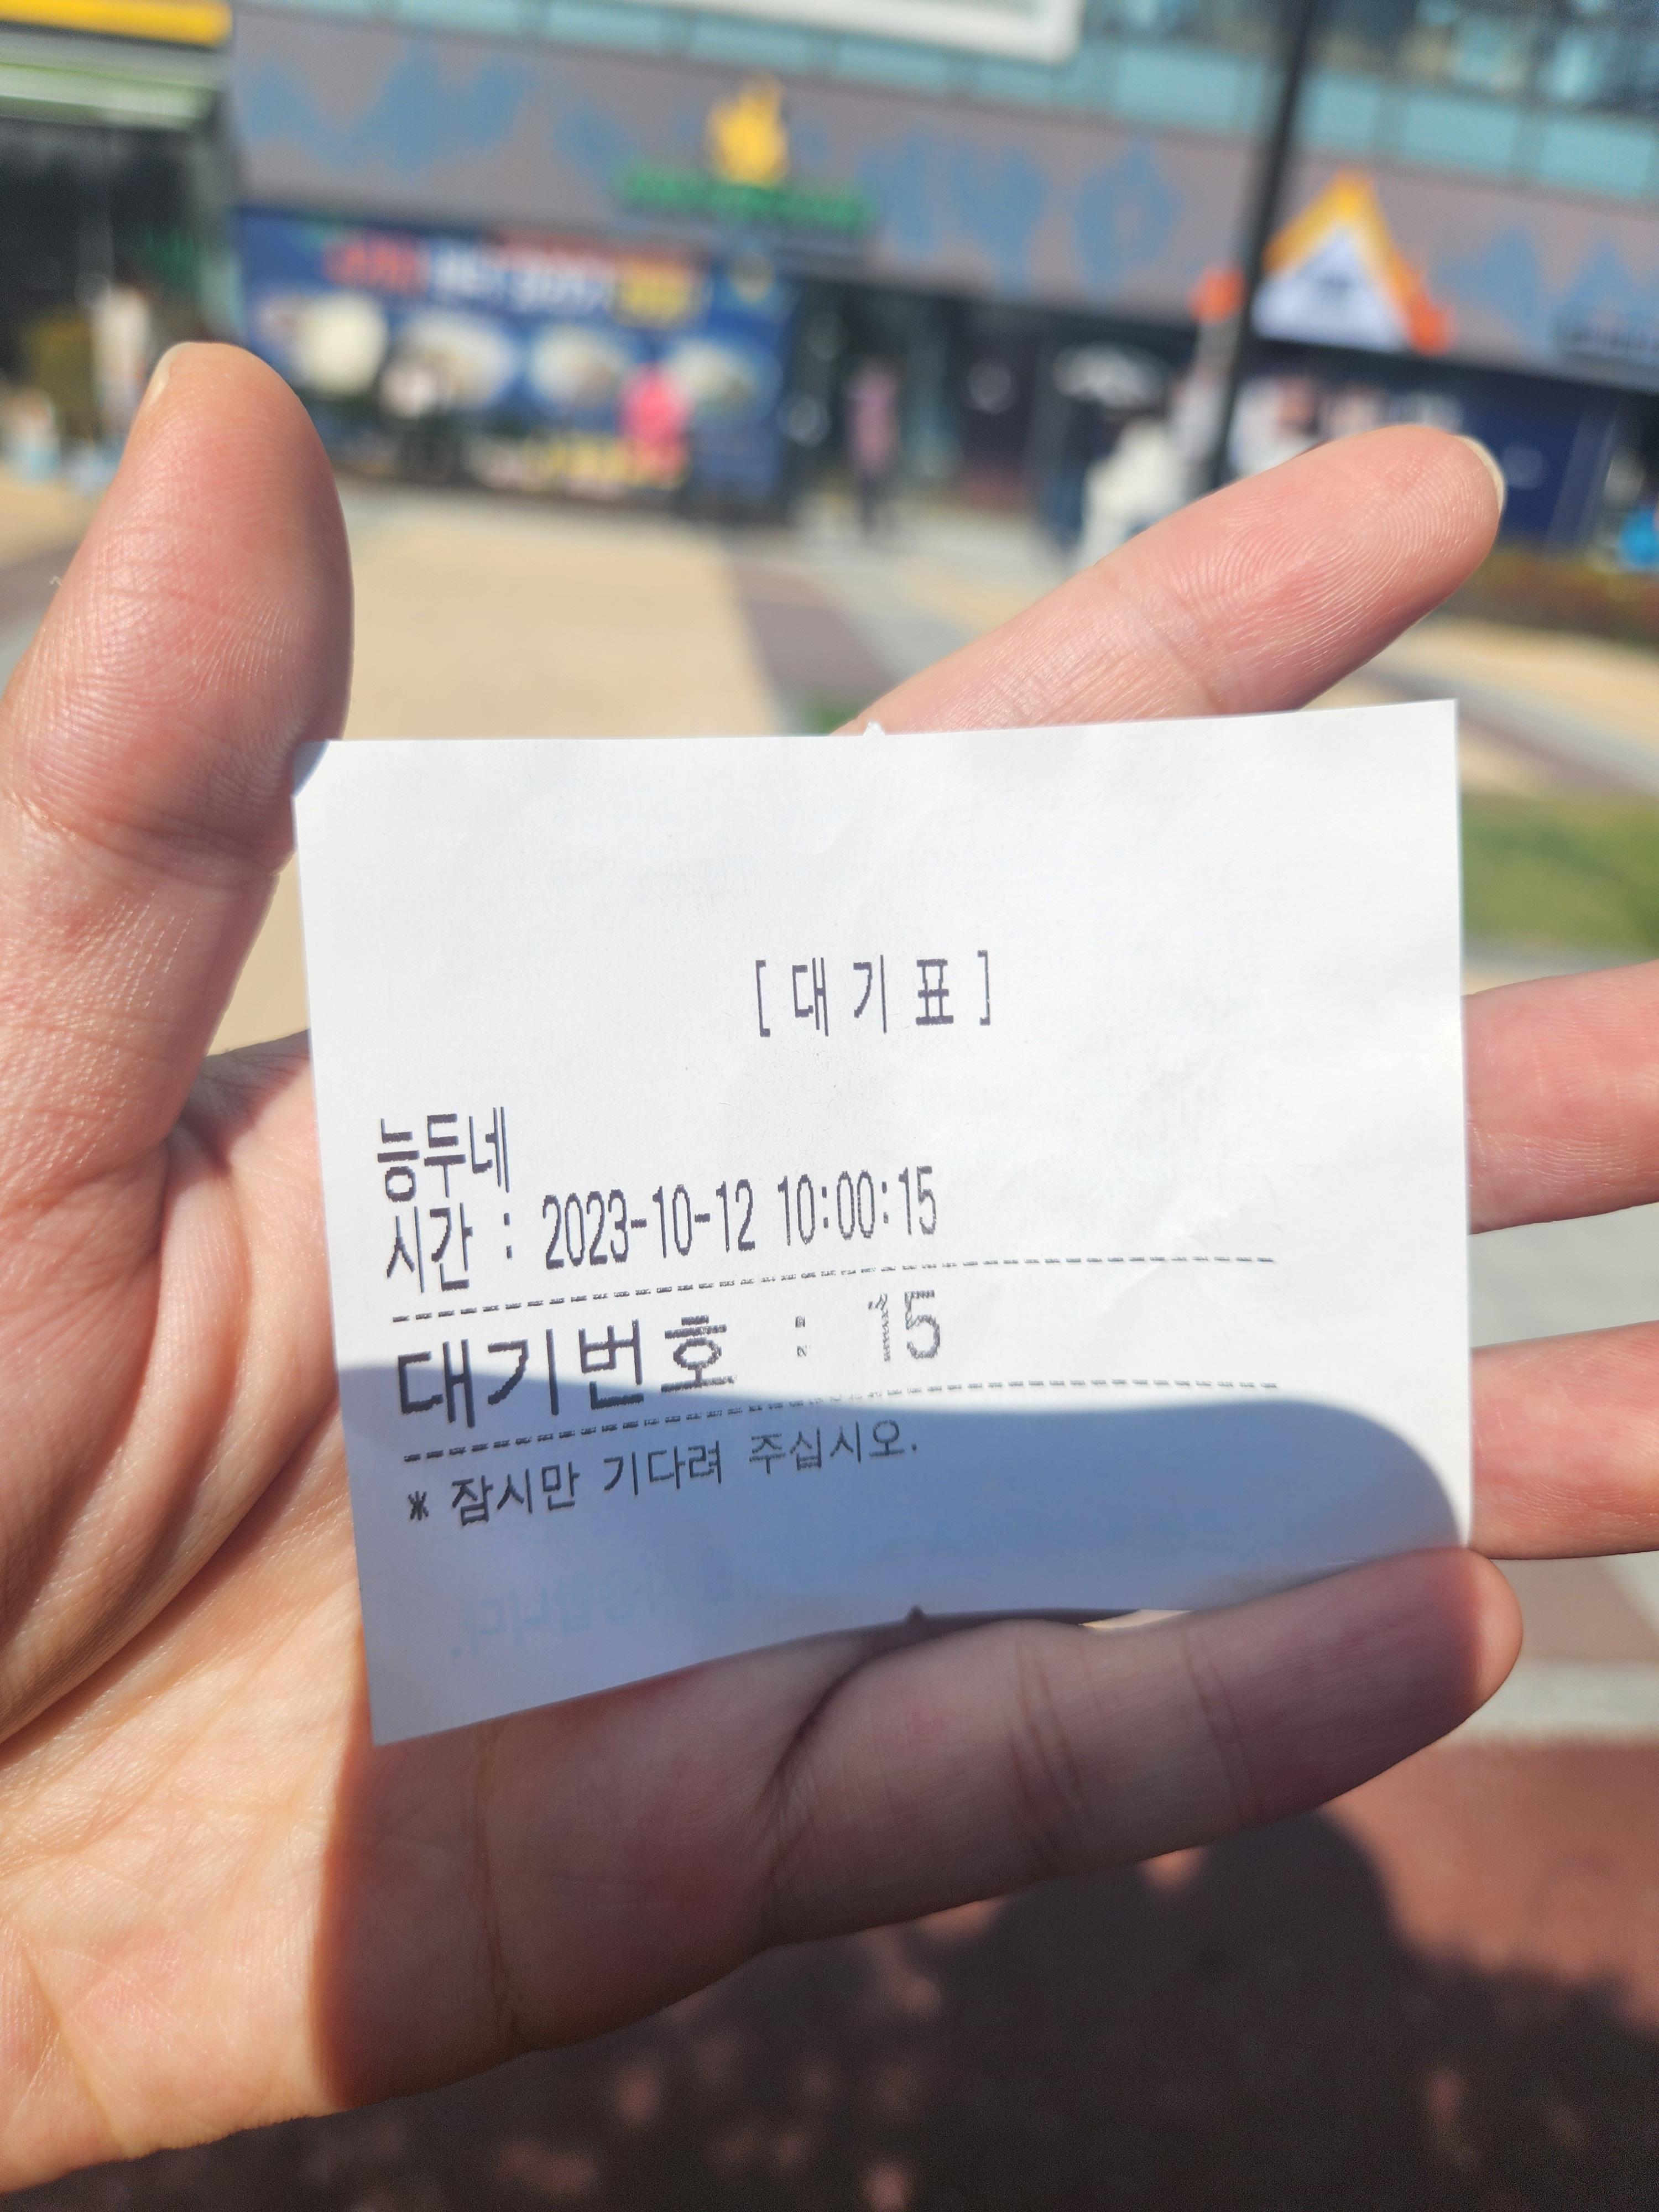 [ 대 기 표 ]
능두네
시간 : 2023-10-12 10:00:15
대기번호 : 15
* 잠시만 기다려 주십시오.